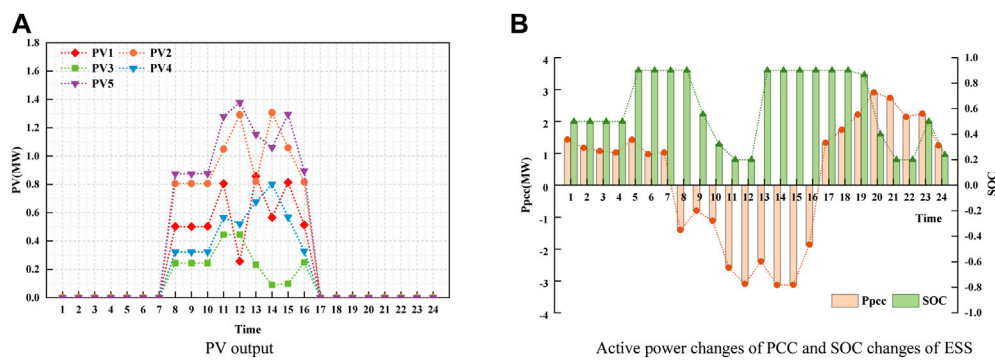 A
1.8
1.6
1.4
1.2
1.0
0.8
0.6
0.4
0.2
0.0
PV(MW)
PV1 PV2
PV3 PV4
PV5
1 2 3 4 5 6 7 8 9 10 11 12 13 14 15 16 17 18 19 20 21 22 23 24
Time
PV output
B
4
3
2
1
0
-1
-2
-3
-4
Ppcc(MW)
1 2 3 4 5 6 7 8 9 10 11 12 13 14 15 16 17 18 19 20 21 22 23 24
Time
Ppcc SOC
1.0
0.8
0.6
0.4
0.2
0.0
-0.2
-0.4
-0.6
-0.8
-1.0
SOC
Active power changes of PCC and SOC changes of ESS